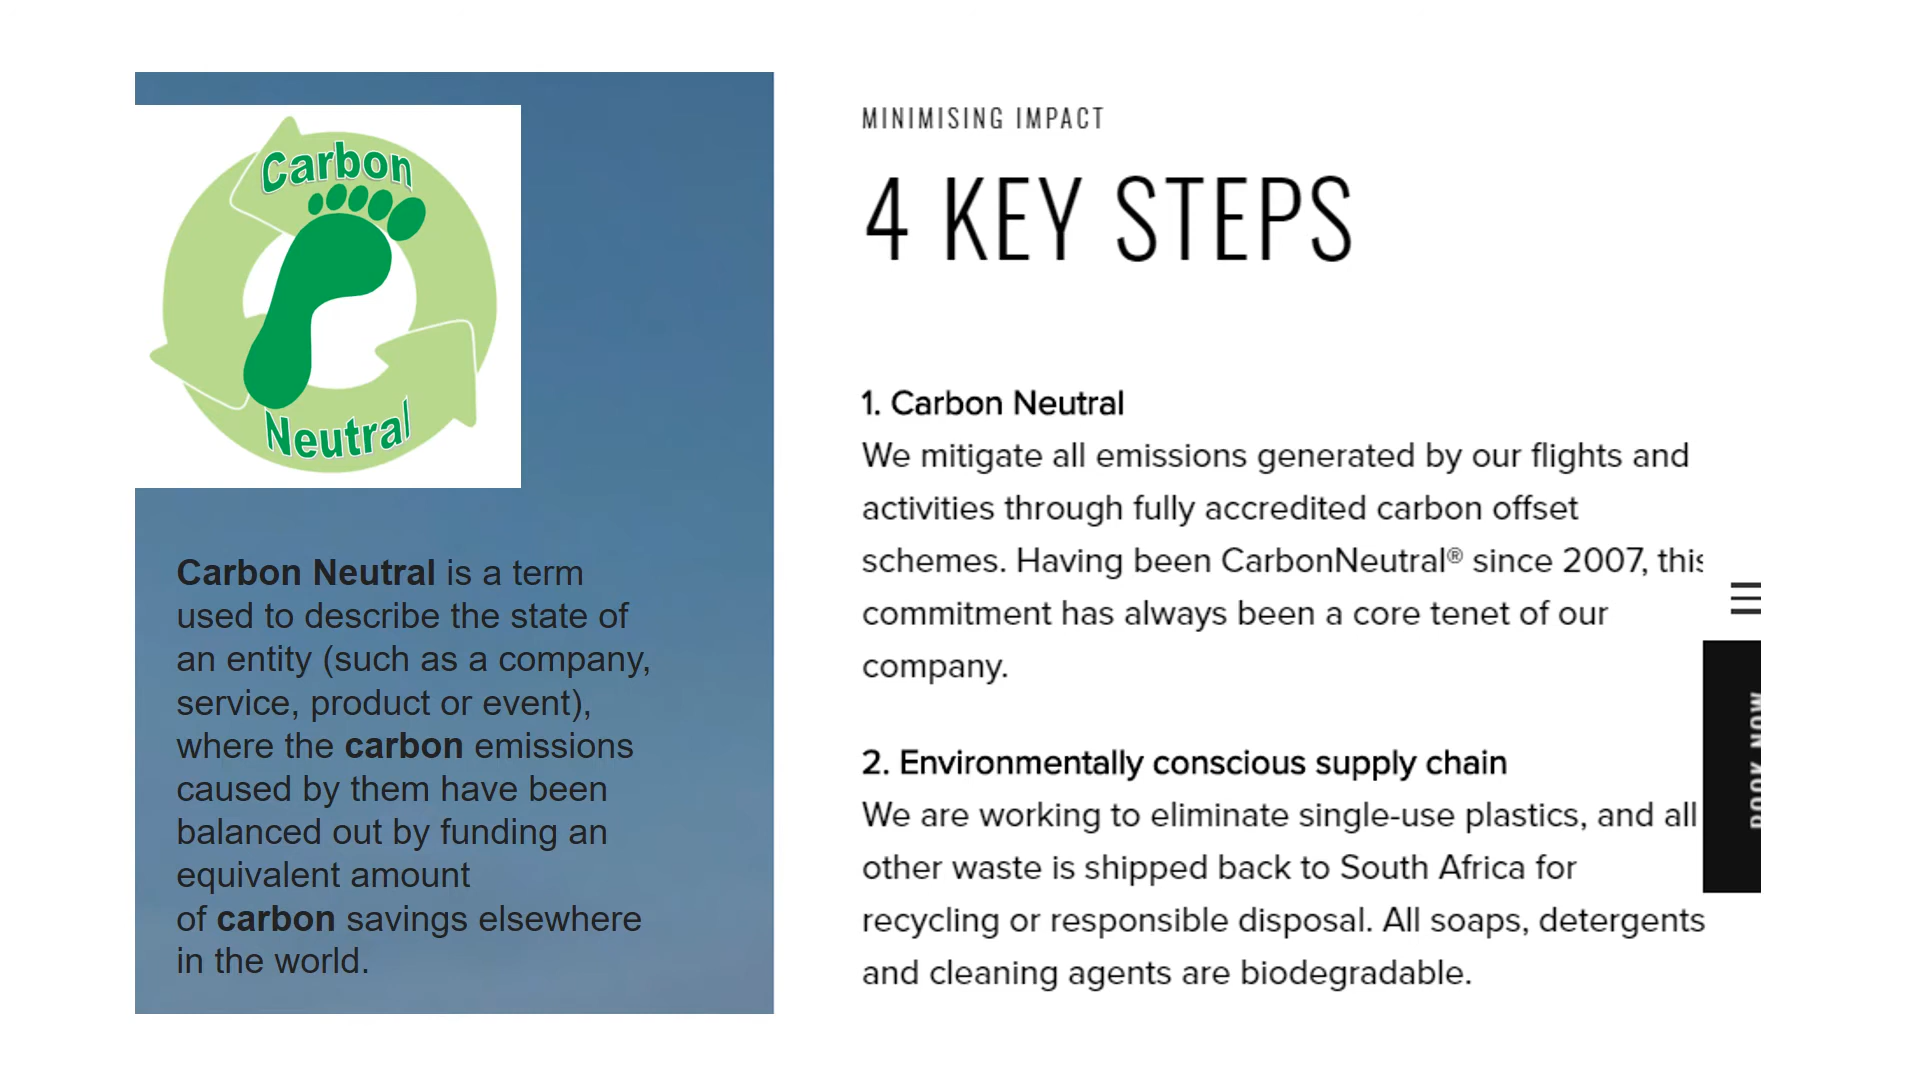 Carbon
Neutral
Carbon Neutral is a term
used to describe the state of
an entity (such as a company,
service, product or event),
where the carbon emissions
caused by them have been
balanced out by funding an
equivalent amount
of carbon savings elsewhere
in the world.
MINIMISING IMPACT
4 KEY STEPS
1. Carbon Neutral
We mitigate all emissions generated by our flights and
activities through fully accredited carbon offset
schemes. Having been CarbonNeutral® since 2007, this
commitment has always been a core tenet of our
company.
2. Environmentally conscious supply chain
We are working to eliminate single-use plastics, and all
other waste is shipped back to South Africa for
recycling or responsible disposal. All soaps, detergents
and cleaning agents are biodegradable.
BOOK NOW